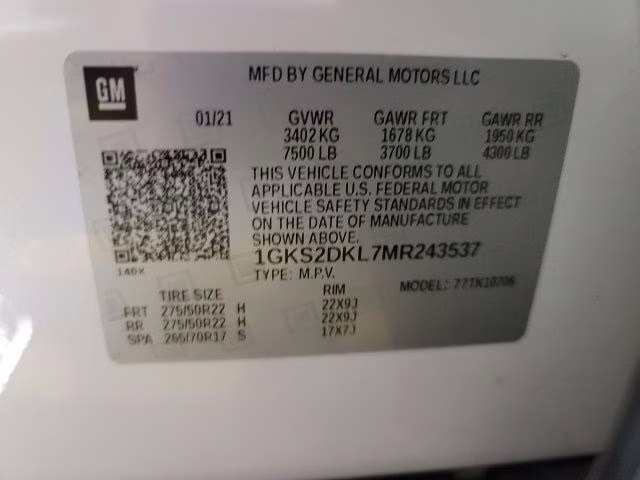 GM
MFD BY GENERAL MOTORS LLC
01/21 GVWR GAWR FRT GAWR RR
3402 KG 1678 KG 1950 KG
7500 LB 3700 LB 4300 LB
THIS VEHICLE CONFORMS TO ALL
APPLICABLE U.S. FEDERAL MOTOR
VEHICLE SAFETY STANDARDS IN EFFECT
ON THE DATE OF MANUFACTURE
SHOWN ABOVE.
1GKS2DKL7MR243537
140X
TYPE: M.P.V. MODEL: 77TK10706
TIRE SIZE RIM
FRT 275/50R22 H 22X9J
RR 275/50R22 H 22X9J
SPA 265/70R17 S 17X7J